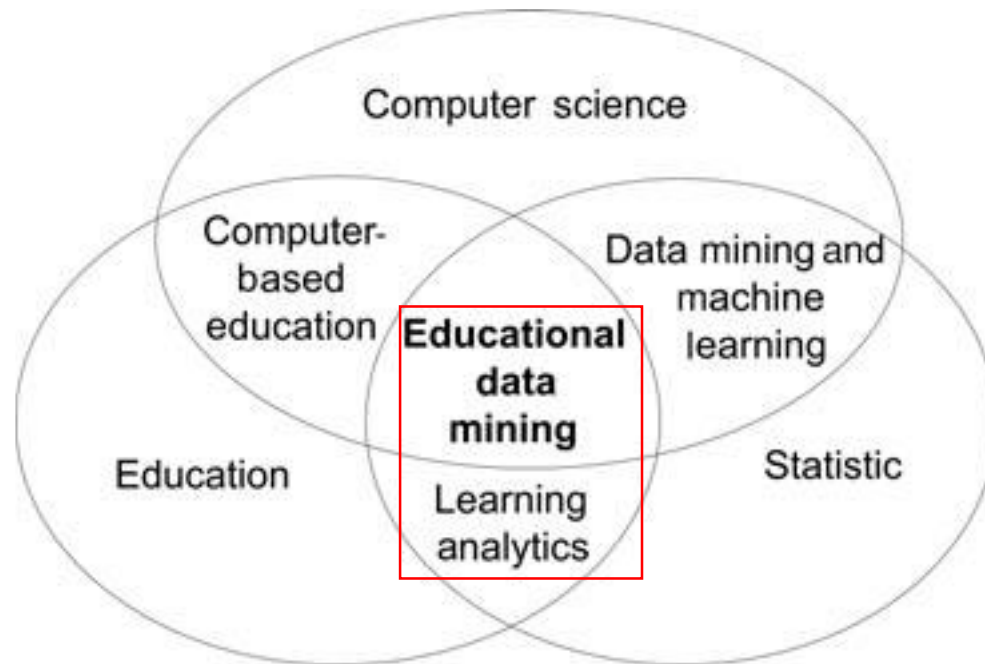 Computer science
Computer-
based
education
Data mining and
machine
learning
Educational
data
mining
Education
Statistic
Learning
analytics